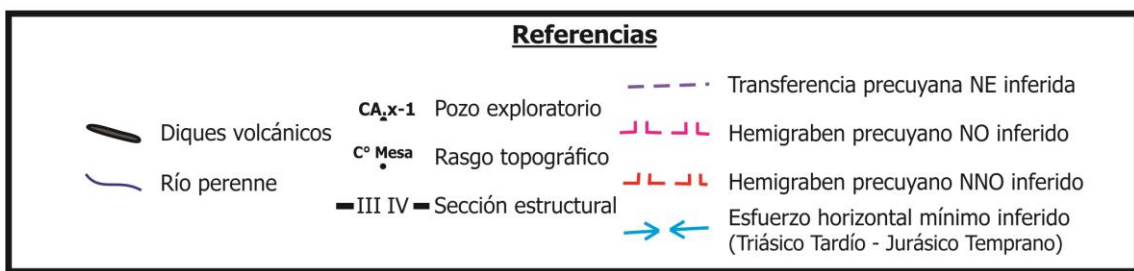 Referencias
Diques volcánicos
Río perenne
CA.x-1 Pozo exploratorio
C° Mesa Rasgo topográfico
III IV Sección estructural
Transferencia precuyana NE inferida
Hemigraben precuyano NO inferido
Hemigraben precuyano NNO inferido
Esfuerzo horizontal mínimo inferido
(Triásico Tardío - Jurásico Temprano)